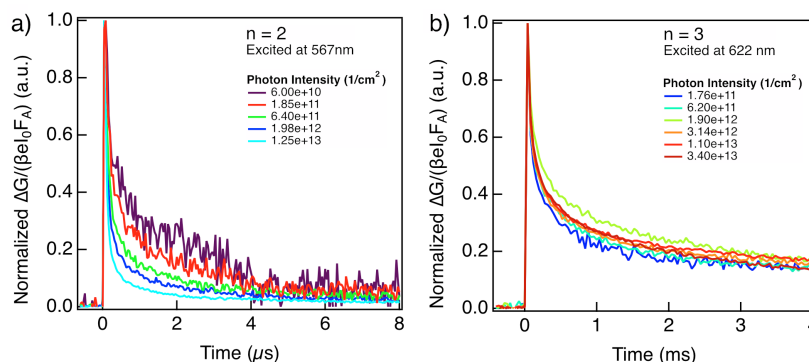 a)
n = 2
Excited at 567nm
Photon Intensity (1/cm²)
6.00e+10
1.85e+11
6.40e+11
1.98e+12
1.25e+13
Normalized ΔG/(βeI₀F_A) (a.u.)
1.0
0.8
0.6
0.4
0.2
0.0
0
2
4
6
8
Time (µs)
b)
n = 3
Excited at 622 nm
Photon Intensity (1/cm²)
1.76e+11
6.20e+11
1.90e+12
3.14e+12
1.10e+13
3.40e+13
Normalized ΔG/(βeI₀F_A) (a.u.)
1.0
0.8
0.6
0.4
0.2
0.0
0
1
2
3
4
Time (ms)